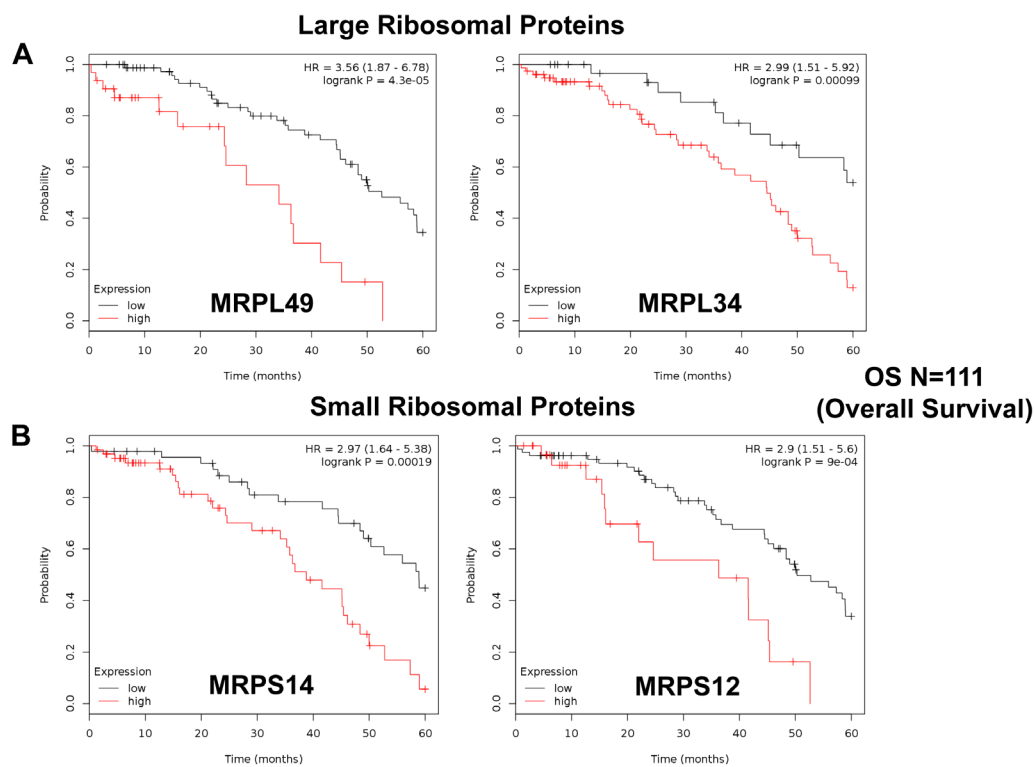 Large Ribosomal Proteins
A
HR = 3.56 (1.87 - 6.78)
logrank P = 4.3e-05
Probability
1.0
0.8
0.6
0.4
0.2
0.0
Expression
low
high
MRPL49
0 10 20 30 40 50 60
Time (months)
HR = 2.99 (1.51 - 5.92)
logrank P = 0.00099
Probability
1.0
0.8
0.6
0.4
0.2
0.0
Expression
low
high
MRPL34
0 10 20 30 40 50 60
Time (months)
OS N=111
(Overall Survival)
Small Ribosomal Proteins
B
HR = 2.97 (1.64 - 5.38)
logrank P = 0.00019
Probability
1.0
0.8
0.6
0.4
0.2
0.0
Expression
low
high
MRPS14
0 10 20 30 40 50 60
Time (months)
HR = 2.9 (1.51 - 5.6)
logrank P = 9e-04
Probability
1.0
0.8
0.6
0.4
0.2
0.0
Expression
low
high
MRPS12
0 10 20 30 40 50 60
Time (months)